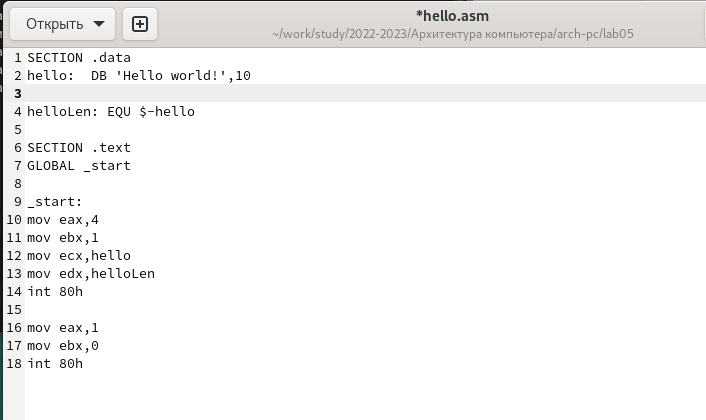 Открыть
*hello.asm
~/work/study/2022-2023/Архитектура компьютера/arch-pc/lab05
1 SECTION .data
2 hello:  DB 'Hello world!',10
3
4 helloLen: EQU $-hello
5
6 SECTION .text
7 GLOBAL _start
8
9 _start:
10 mov eax,4
11 mov ebx,1
12 mov ecx,hello
13 mov edx,helloLen
14 int 80h
15
16 mov eax,1
17 mov ebx,0
18 int 80h